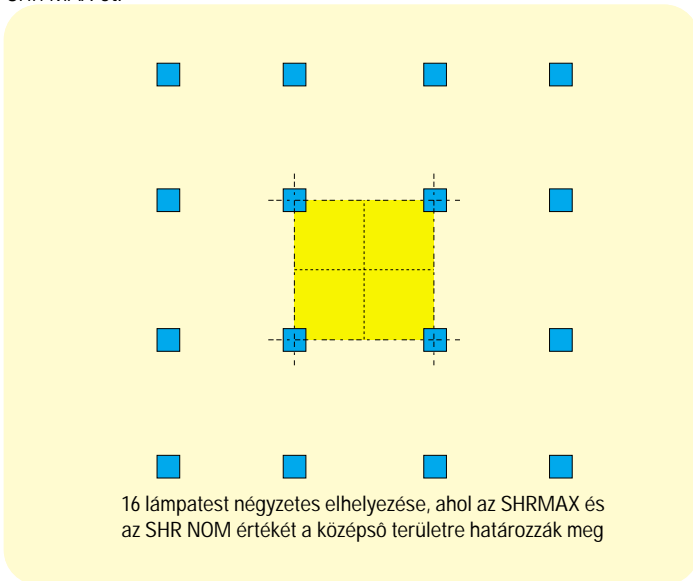 16 lámpatest négyzetes elhelyezése, ahol az SHRMAX és
az SHR NOM értékét a középsô területre határozzák meg